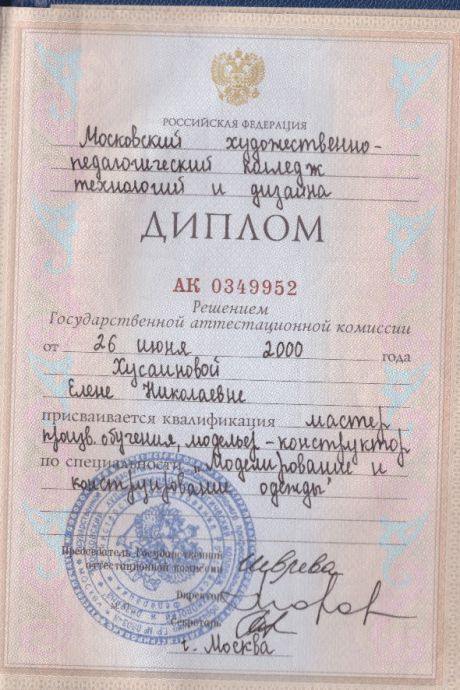 РОССИЙСКАЯ ФЕДЕРАЦИЯ
Московский художественно-
педагогический колледж
технологий и дизайна
ДИПЛОМ
АК 0349952
Решением
Государственной аттестационной комиссии
от 26 июня 2000 года
Хусаиновой
Елене Николаевне
присваивается квалификация мастер
произв. обучения, модельер-конструктор
по специальности „Моделирование и
конструирование одежды"
Председатель Государственной
аттестационной комиссии
Директор
Секретарь
г. Москва